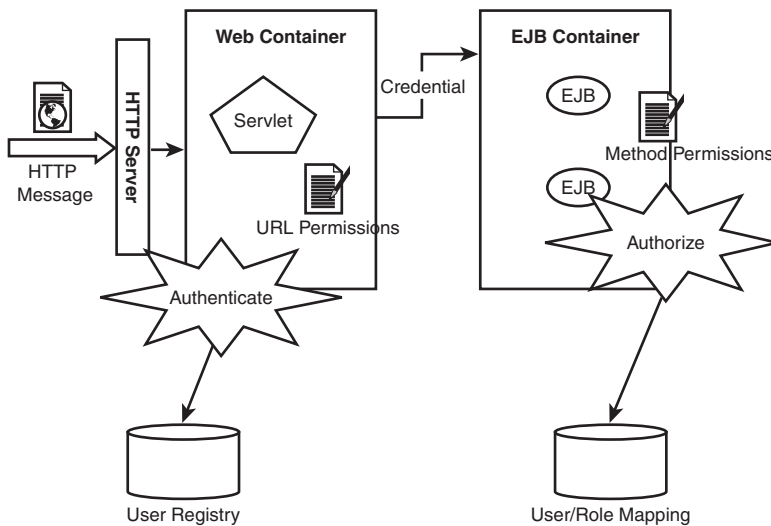 Web Container
EJB Container
HTTP Server
HTTP
Message
Servlet
URL Permissions
Credential
EJB
Method Permissions
EJB
Authenticate
Authorize
User Registry
User/Role Mapping